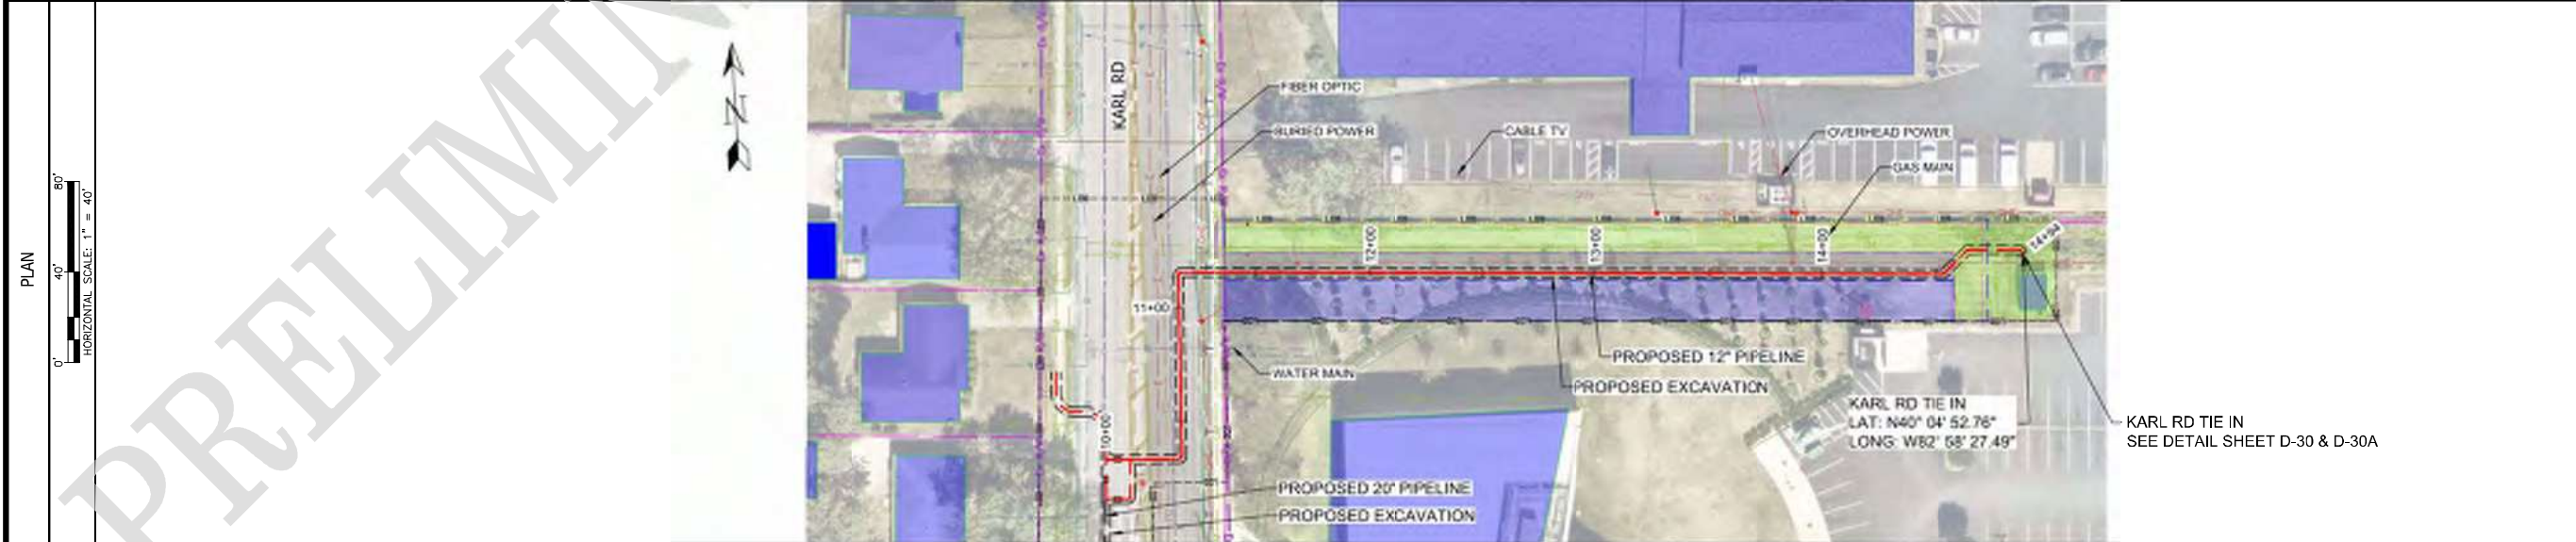 PRELIMIN
PLAN
HORIZONTAL SCALE: 1" = 40'
0'
40'
80'
N
KARL RD
FIBER OPTIC
BURIED POWER
CABLE TV
OVERHEAD POWER
GAS MAIN
12+00
13+00
14+00
14+94
11+00
10+00
WATER MAIN
PROPOSED 12" PIPELINE
PROPOSED EXCAVATION
KARL RD TIE IN
LAT: N40° 04' 52.76"
LONG: W82° 58' 27.49"
KARL RD TIE IN
SEE DETAIL SHEET D-30 & D-30A
PROPOSED 20" PIPELINE
PROPOSED EXCAVATION